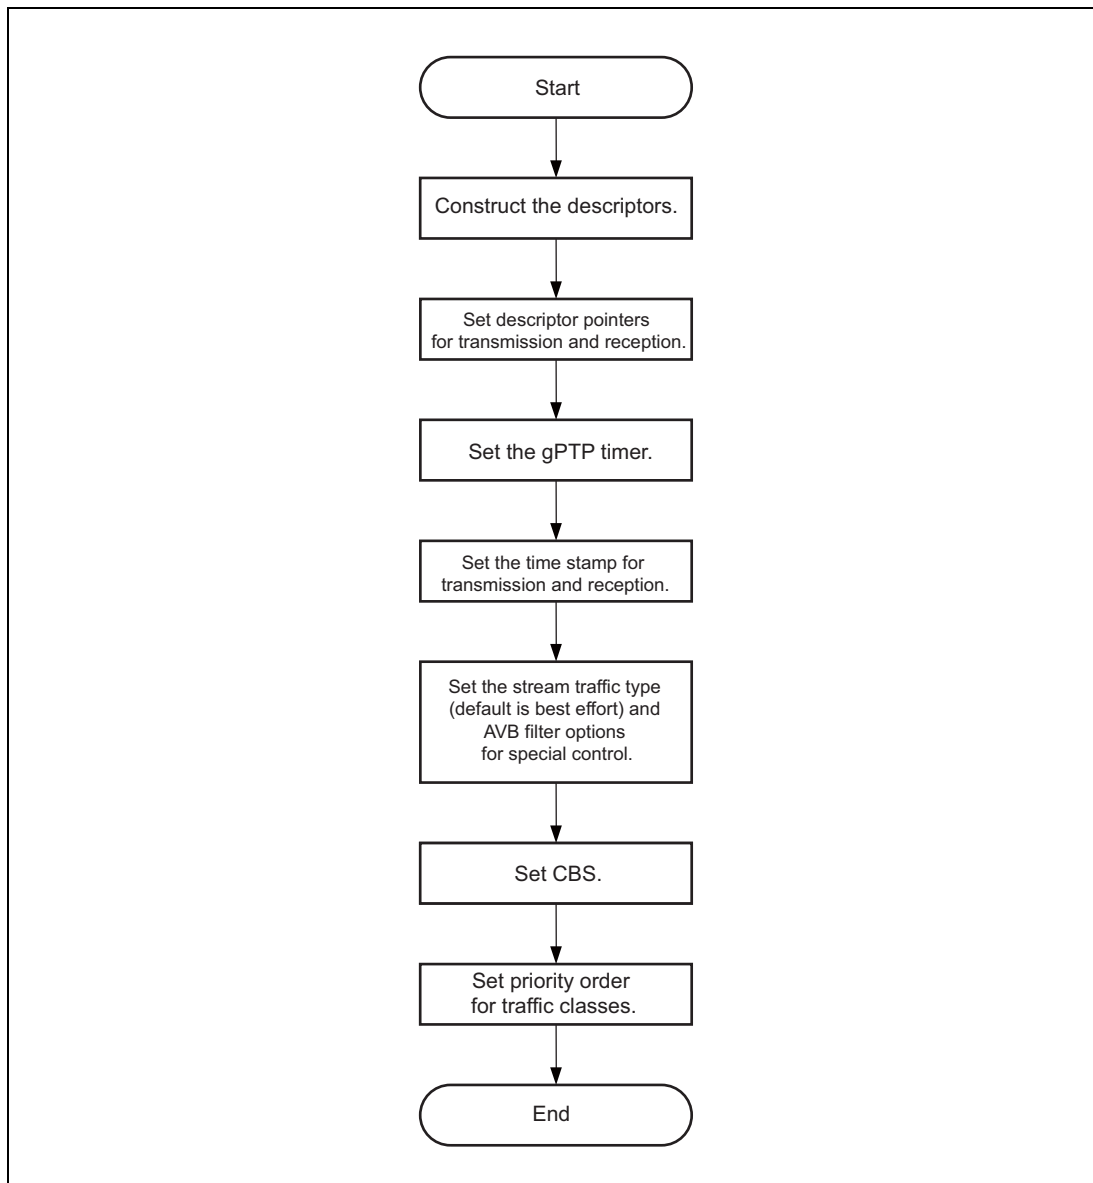 Start
Construct the descriptors.
Set descriptor pointers
for transmission and reception.
Set the gPTP timer.
Set the time stamp for
transmission and reception.
Set the stream traffic type
(default is best effort) and
AVB filter options
for special control.
Set CBS.
Set priority order
for traffic classes.
End